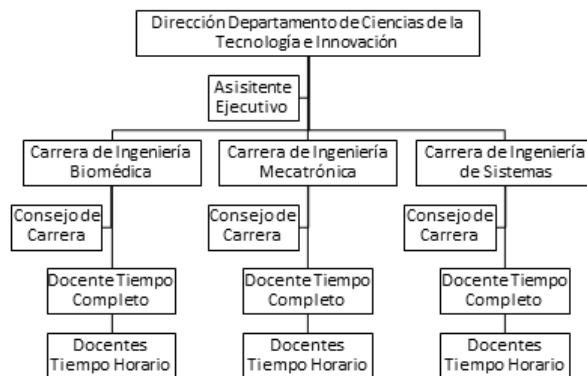 Dirección Departamento de Ciencias de la
Tecnología e Innovación
Asisitente
Ejecutivo
Carrera de Ingeniería
Biomédica
Carrera de Ingeniería
Mecatrónica
Carrera de Ingeniería
de Sistemas
Consejo de
Carrera
Consejo de
Carrera
Consejo de
Carrera
Docente Tiempo
Completo
Docente Tiempo
Completo
Docente Tiempo
Completo
Docentes
Tiempo Horario
Docentes
Tiempo Horario
Docentes
Tiempo Horario